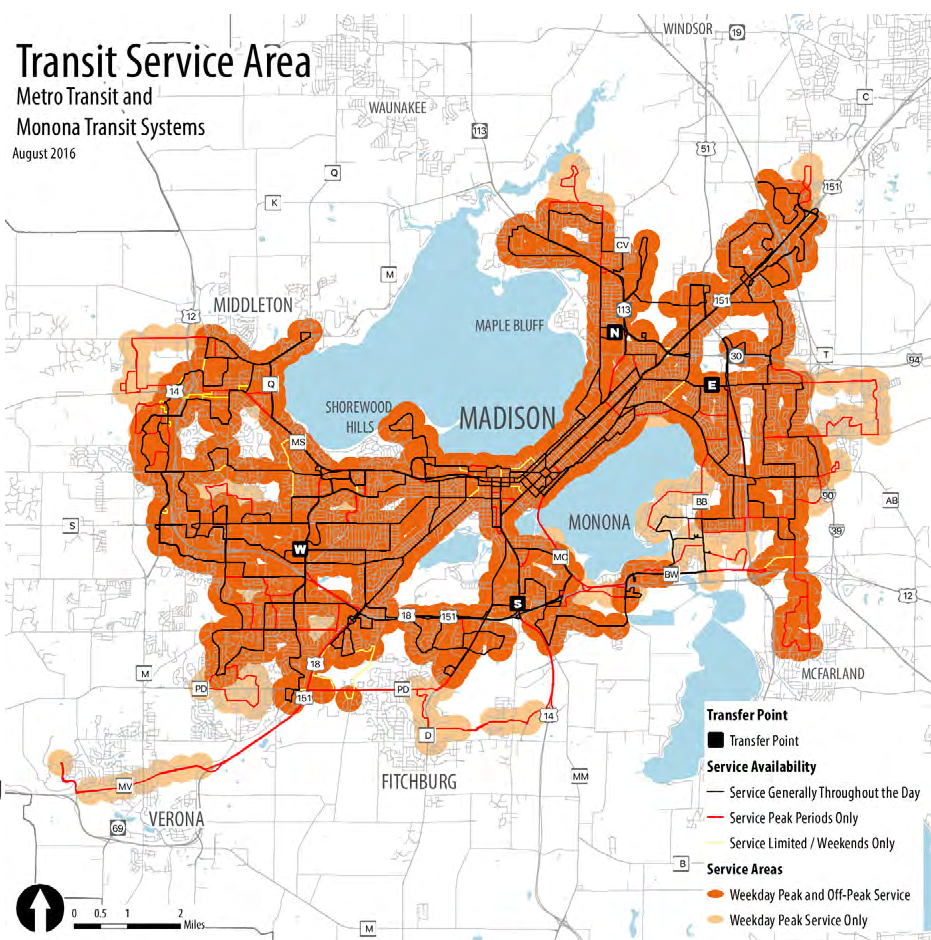 Transit Service Area
Metro Transit and
Monona Transit Systems
August 2016
WINDSOR
19
WAUNAKEE
C
113
51
Q
151
K
CV
M
MIDDLETON
12
151
113
MAPLE BLUFF
N
30
T
94
E
14
Q
SHOREWOOD
HILLS
MADISON
MS
90
BB
AB
S
MONONA
39
W
MC
BW
12
S
18
151
18
M
MCFARLAND
PD
PD
151
14
D
Transfer Point
Transfer Point
Service Availability
MM
FITCHBURG
MV
Service Generally Throughout the Day
VERONA
Service Peak Periods Only
69
Service Limited / Weekends Only
B
Service Areas
Weekday Peak and Off-Peak Service
Weekday Peak Service Only
0 0.5 1 2
Miles
M